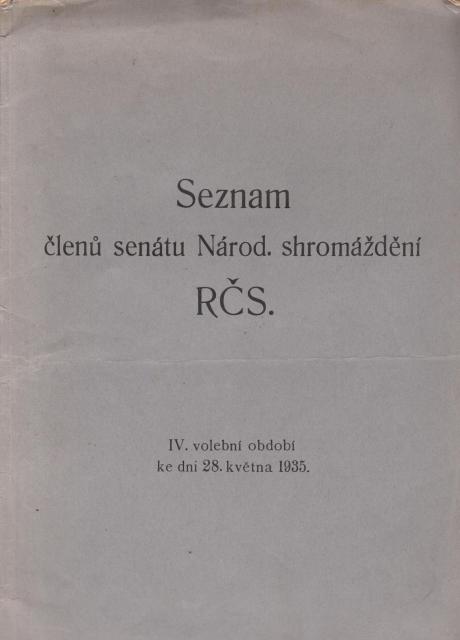 Seznam
členů senátu Národ. shromáždění
RČS.
IV. volební období
ke dni 28. května 1935.